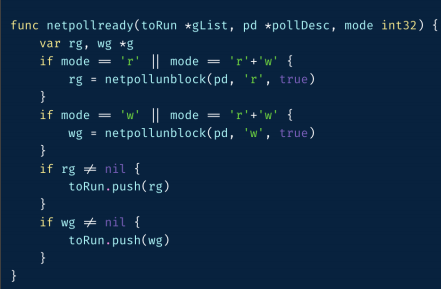 func netpollready(toRun *gList, pd *pollDesc, mode int32) {
    var rg, wg *g
    if mode == 'r' || mode == 'r'+'w' {
        rg = netpollunblock(pd, 'r', true)
    }
    if mode == 'w' || mode == 'r'+'w' {
        wg = netpollunblock(pd, 'w', true)
    }
    if rg != nil {
        toRun.push(rg)
    }
    if wg != nil {
        toRun.push(wg)
    }
}